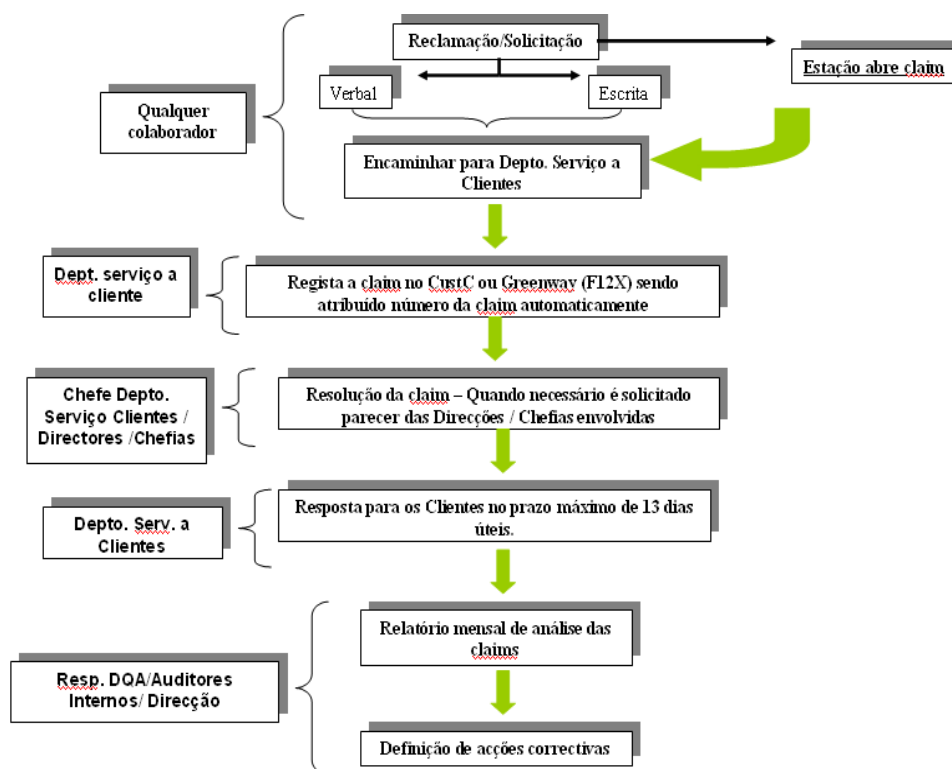 Reclamação/Solicitação
Estação abre claim
Verbal
Escrita
Qualquer
colaborador
Encaminhar para Depto. Serviço a
Clientes
Dept. serviço a
cliente
Regista a claim no CustC ou Greenway (F12X) sendo
atribuído número da claim automaticamente
Chefe Depto.
Serviço Clientes /
Directores /Chefias
Resolução da claim – Quando necessário é solicitado
parecer das Direcções / Chefias envolvidas
Depto. Serv. a
Clientes
Resposta para os Clientes no prazo máximo de 13 dias
úteis.
Relatório mensal de análise das
claims
Resp. DQA/Auditores
Internos/ Direcção
Definição de acções correctivas